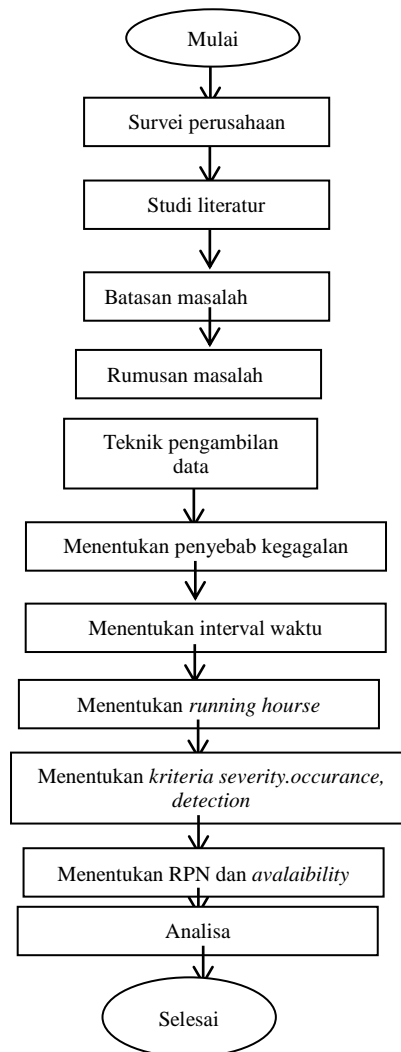 Mulai
Survei perusahaan
Studi literatur
Batasan masalah
Rumusan masalah
Teknik pengambilan
data
Menentukan penyebab kegagalan
Menentukan interval waktu
Menentukan running hourse
Menentukan kriteria severity.occurance,
detection
Menentukan RPN dan avalaibility
Analisa
Selesai